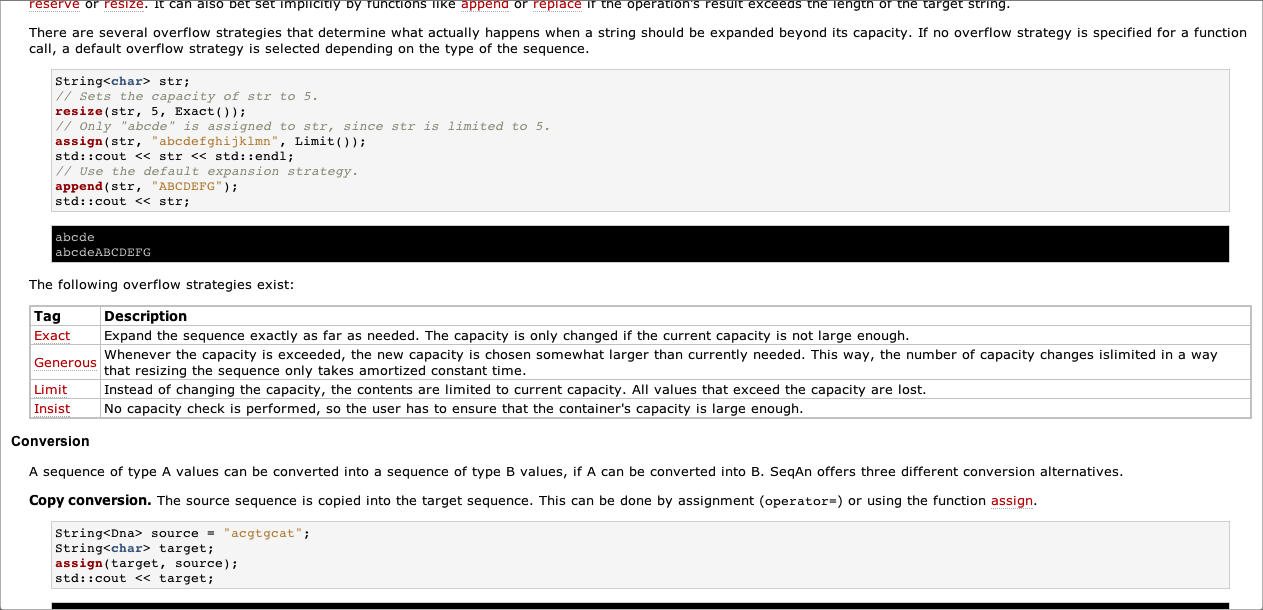 reserve or resize. It can also bet set implicitly by functions like append or replace if the operation's result exceeds the length of the target string.
There are several overflow strategies that determine what actually happens when a string should be expanded beyond its capacity. If no overflow strategy is specified for a function
call, a default overflow strategy is selected depending on the type of the sequence.
String<char> str;
// Sets the capacity of str to 5.
resize(str, 5, Exact());
// Only "abcde" is assigned to str, since str is limited to 5.
assign(str, "abcdefghijklmn", Limit());
std::cout << str << std::endl;
// Use the default expansion strategy.
append(str, "ABCDEFG");
std::cout << str;
abcde
abcdeABCDEFG
The following overflow strategies exist:
Tag Description
Exact Expand the sequence exactly as far as needed. The capacity is only changed if the current capacity is not large enough.
Generous Whenever the capacity is exceeded, the new capacity is chosen somewhat larger than currently needed. This way, the number of capacity changes islimited in a way
that resizing the sequence only takes amortized constant time.
Limit Instead of changing the capacity, the contents are limited to current capacity. All values that exceed the capacity are lost.
Insist No capacity check is performed, so the user has to ensure that the container's capacity is large enough.
Conversion
A sequence of type A values can be converted into a sequence of type B values, if A can be converted into B. SeqAn offers three different conversion alternatives.
Copy conversion. The source sequence is copied into the target sequence. This can be done by assignment (operator=) or using the function assign.
String<Dna> source = "acgtgcat";
String<char> target;
assign(target, source);
std::cout << target;